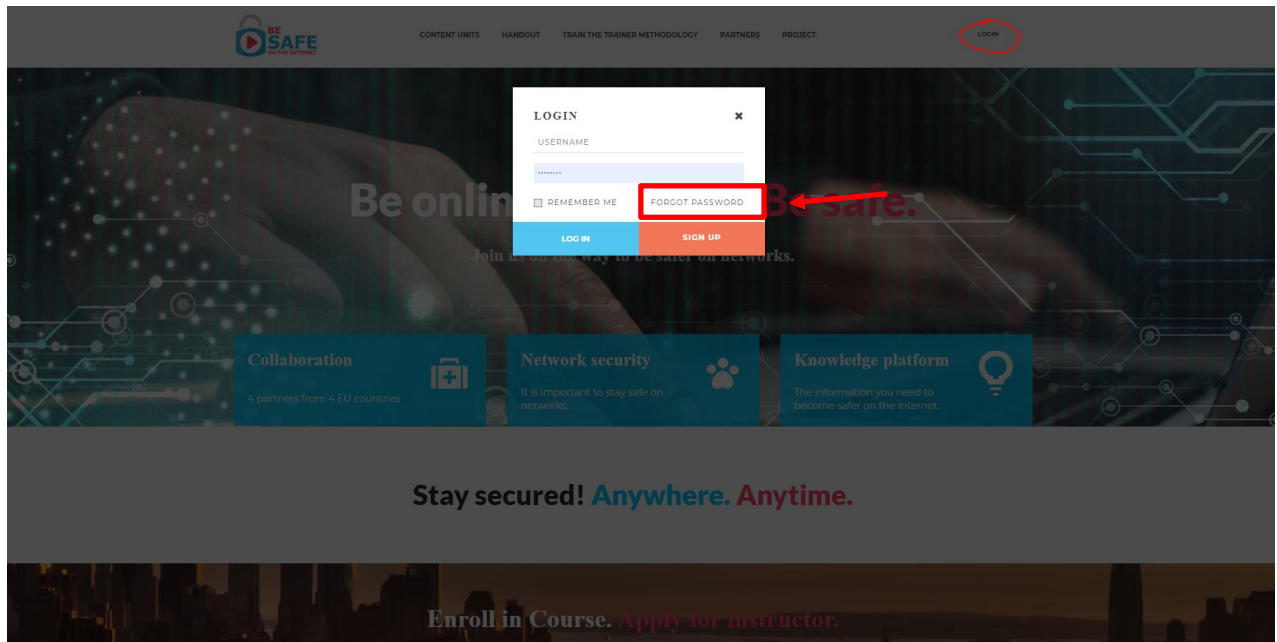 BE
SAFE
ON THE INTERNET
CONTENT UNITS HANDOUT TRAIN THE TRAINER METHODOLOGY PARTNERS PROJECT LOGIN
LOGIN
USERNAME
........
REMEMBER ME FORGOT PASSWORD
LOG IN SIGN UP
Be onlin Be safe.
Join us on the way to be safer on networks.
Collaboration
4 partners from 4 EU countries
Network security
It is important to stay safe on
networks.
Knowledge platform
The information you need to
become safer on the internet.
Stay secured! Anywhere. Anytime.
Enroll in Course. Apply for instructor.